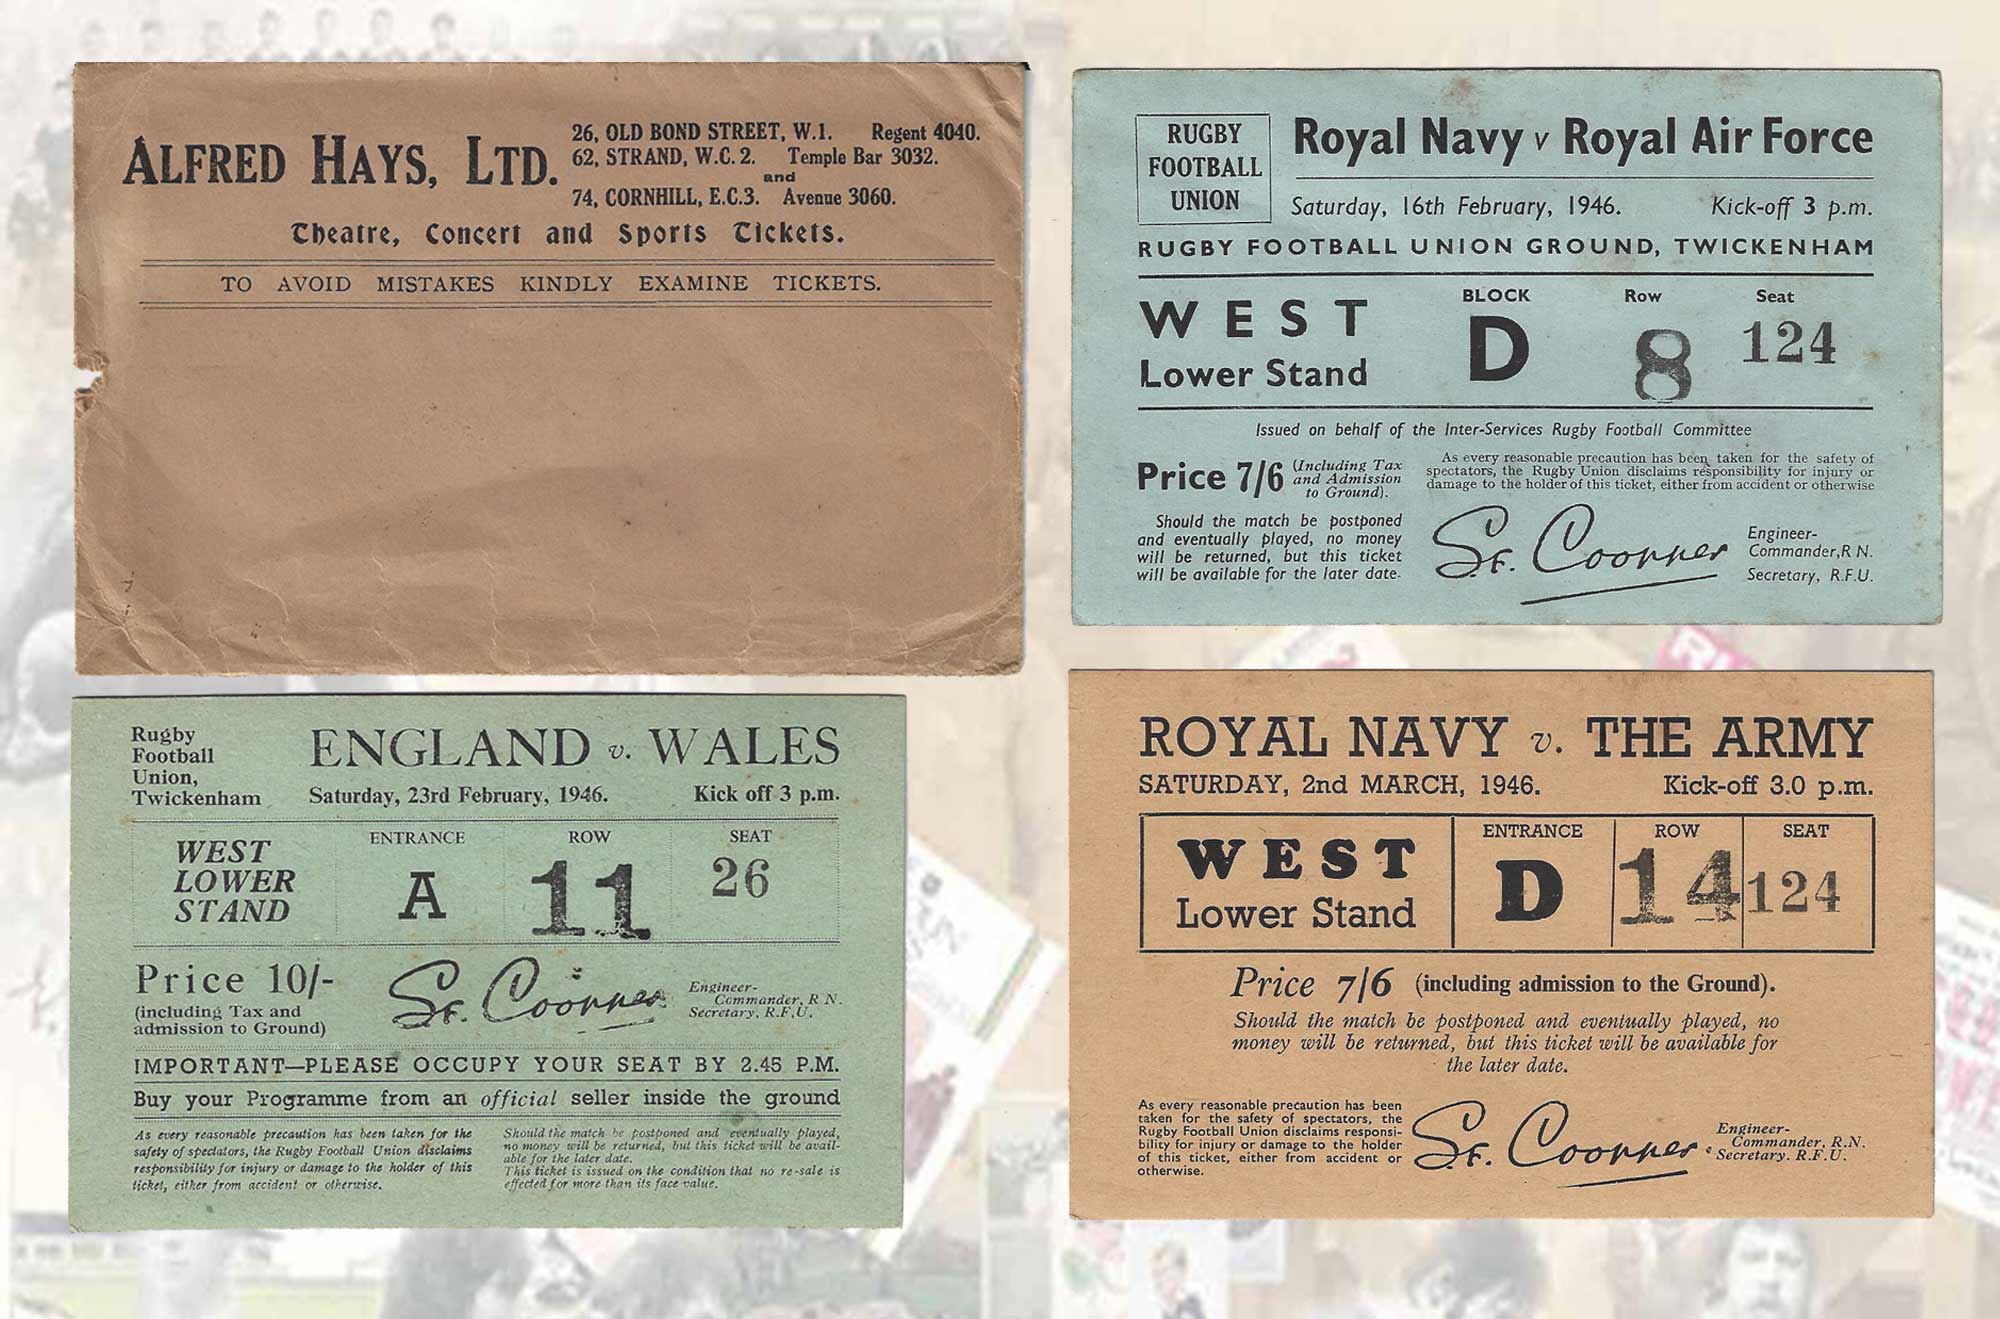 ALFRED HAYS, LTD.
26, OLD BOND STREET, W.1. Regent 4040.
62, STRAND, W.C.2. Temple Bar 3032.
and
74, CORNHILL, E.C.3. Avenue 3060.
Theatre, Concert and Sports Tickets.
TO AVOID MISTAKES KINDLY EXAMINE TICKETS.
RUGBY
FOOTBALL
UNION
Royal Navy v Royal Air Force
Saturday, 16th February, 1946. Kick-off 3 p.m.
RUGBY FOOTBALL UNION GROUND, TWICKENHAM
WEST
Lower Stand
BLOCK
D
Row
8
Seat
124
Issued on behalf of the Inter-Services Rugby Football Committee
Price 7/6
(Including Tax
and Admission
to Ground).
As every reasonable precaution has been taken for the safety of
spectators, the Rugby Union disclaims responsibility for injury or
damage to the holder of this ticket, either from accident or otherwise
Should the match be postponed
and eventually played, no money
will be returned, but this ticket
will be available for the later date.
Engineer-
Commander,R N.
Secretary, R.F.U.
Rugby
Football
Union,
Twickenham
ENGLAND v. WALES
Saturday, 23rd February, 1946. Kick off 3 p.m.
WEST
LOWER
STAND
ENTRANCE
A
ROW
11
SEAT
26
Price 10/-
(including Tax and
admission to Ground)
Engineer-
Commander, R N.
Secretary, R.F.U.
IMPORTANT—PLEASE OCCUPY YOUR SEAT BY 2.45 P.M.
Buy your Programme from an official seller inside the ground
As every reasonable precaution has been taken for the
safety of spectators, the Rugby Football Union disclaims
responsibility for injury or damage to the holder of this
ticket, either from accident or otherwise.
Should the match be postponed and eventually played,
no money will be returned, but this ticket will be avail-
able for the later date.
This ticket is issued on the condition that no re-sale is
effected for more than its face value.
ROYAL NAVY v. THE ARMY
SATURDAY, 2nd MARCH, 1946. Kick-off 3.0 p.m.
WEST
Lower Stand
ENTRANCE
D
ROW
14
SEAT
124
Price 7/6 (including admission to the Ground).
Should the match be postponed and eventually played, no
money will be returned, but this ticket will be available for
the later date.
As every reasonable precaution has been
taken for the safety of spectators, the
Rugby Football Union disclaims responsi-
bility for injury or damage to the holder
of this ticket, either from accident or
otherwise.
Engineer-
Commander, R.N.
Secretary. R.F.U.